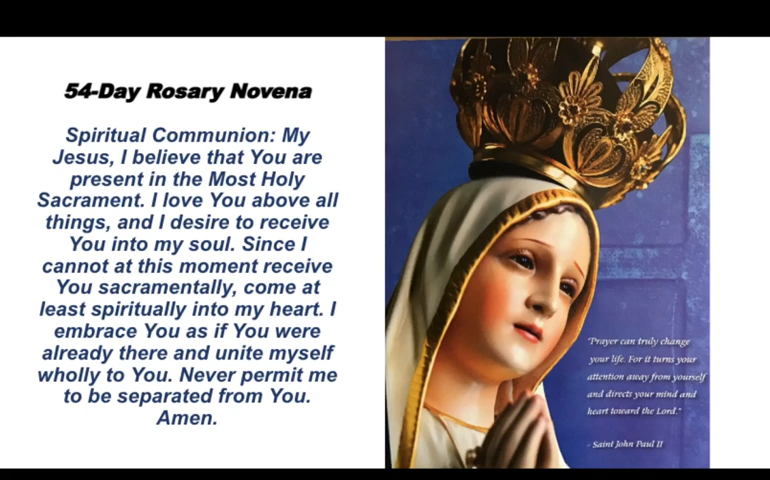 54-Day Rosary Novena
Spiritual Communion: My
Jesus, I believe that You are
present in the Most Holy
Sacrament. I love You above all
things, and I desire to receive
You into my soul. Since I
cannot at this moment receive
You sacramentally, come at
least spiritually into my heart. I
embrace You as if You were
already there and unite myself
wholly to You. Never permit me
to be separated from You.
Amen.
"Prayer can truly change
your life. For it turns your
attention away from yourself
and directs your mind and
heart toward the Lord."
- Saint John Paul II